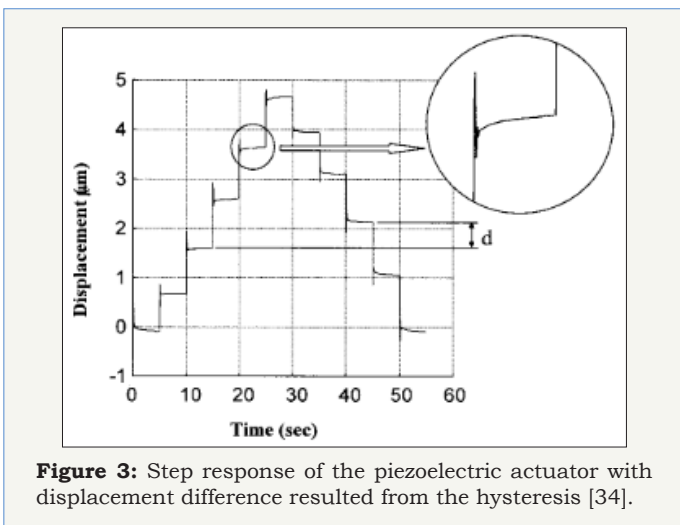 5
4
3
2
1
0
-1
Displacement (µm)
d
0 10 20 30 40 50 60
Time (sec)
Figure 3: Step response of the piezoelectric actuator with
displacement difference resulted from the hysteresis [34].